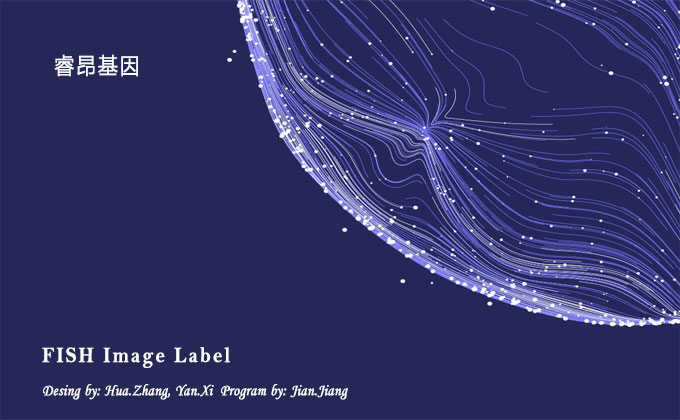 睿昂基因
FISH Image Label
Desing by: Hua.Zhang, Yan.Xi Program by: Jian.Jiang